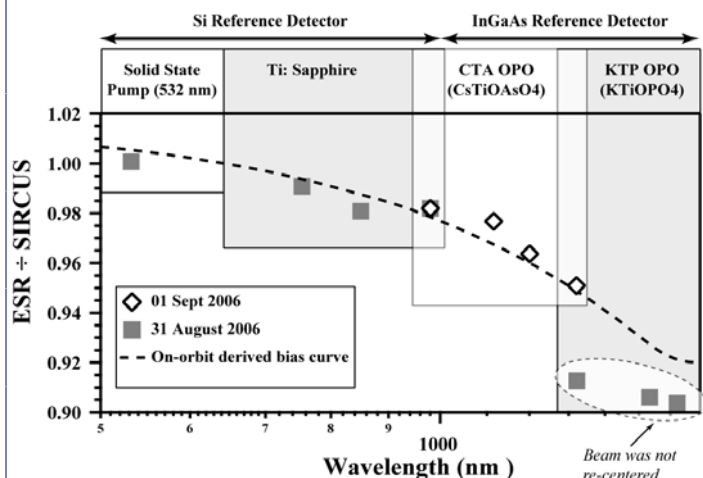 Si Reference Detector
InGaAs Reference Detector
Solid State
Pump (532 nm)
Ti: Sapphire
CTA OPO
(CsTiOAsO4)
KTP OPO
(KTiOPO4)
1.02
1.00
0.98
0.96
0.94
0.92
0.90
ESR ÷ SIRCUS
01 Sept 2006
31 August 2006
On-orbit derived bias curve
5
6
7
8
9
1000
Wavelength (nm )
Beam was not
re-centered